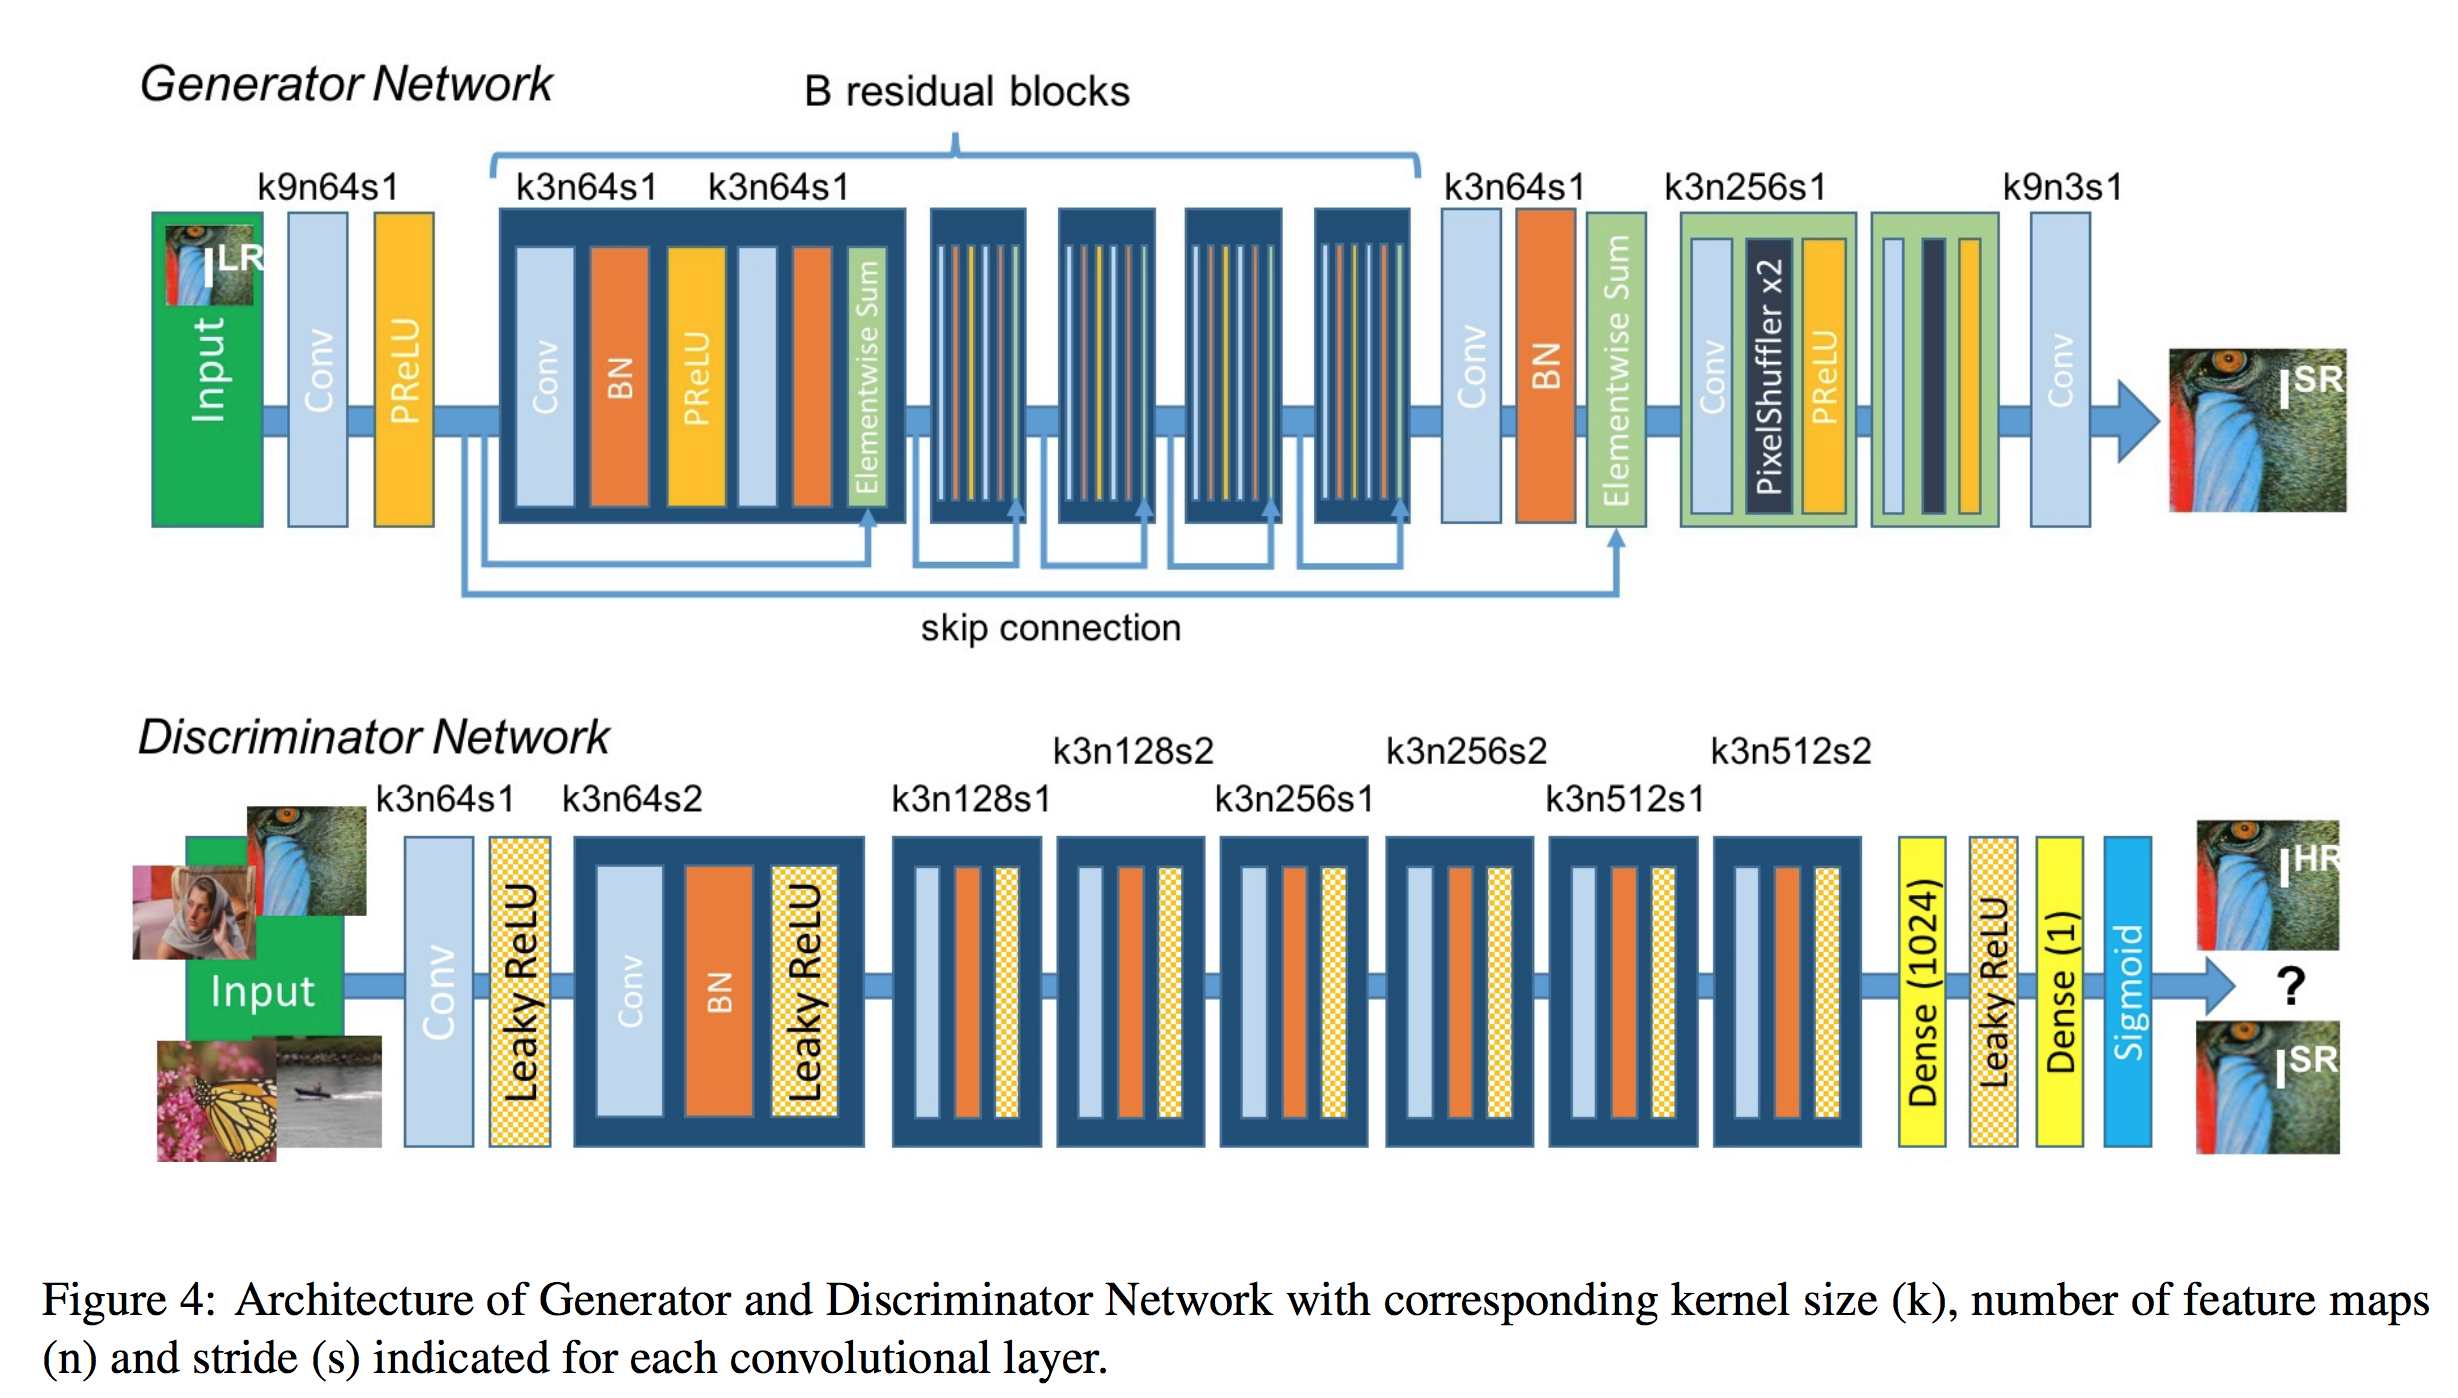 Generator Network
B residual blocks
k9n64s1
k3n64s1
k3n64s1
k3n64s1
k3n256s1
k9n3s1
I^LR
Input
Conv
PReLU
Conv
BN
PReLU
Elementwise Sum
Conv
BN
Elementwise Sum
Conv
PixelShuffler x2
PReLU
Conv
I^SR
skip connection
Discriminator Network
k3n64s1
k3n64s2
k3n128s1
k3n128s2
k3n256s1
k3n256s2
k3n512s1
k3n512s2
Input
Conv
Leaky ReLU
Conv
BN
Leaky ReLU
Dense (1024)
Leaky ReLU
Dense (1)
Sigmoid
I^HR
?
I^SR
Figure 4: Architecture of Generator and Discriminator Network with corresponding kernel size (k), number of feature maps
(n) and stride (s) indicated for each convolutional layer.